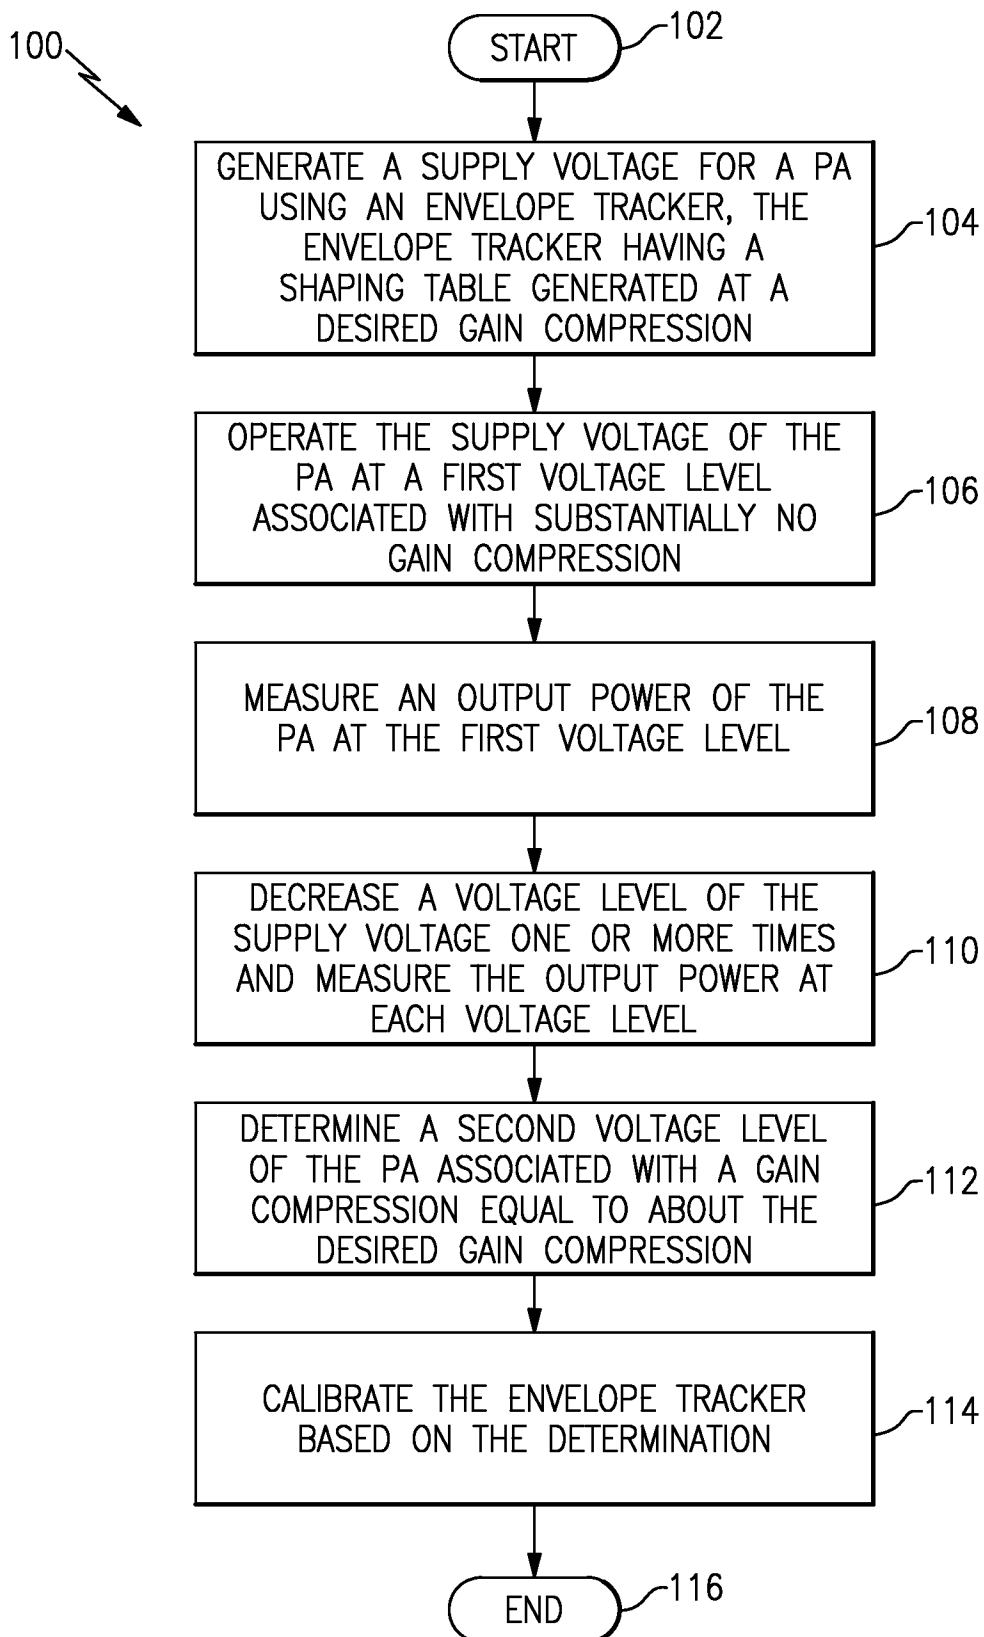 100
START
102
GENERATE A SUPPLY VOLTAGE FOR A PA
USING AN ENVELOPE TRACKER, THE
ENVELOPE TRACKER HAVING A
SHAPING TABLE GENERATED AT A
DESIRED GAIN COMPRESSION
104
OPERATE THE SUPPLY VOLTAGE OF THE
PA AT A FIRST VOLTAGE LEVEL
ASSOCIATED WITH SUBSTANTIALLY NO
GAIN COMPRESSION
106
MEASURE AN OUTPUT POWER OF THE
PA AT THE FIRST VOLTAGE LEVEL
108
DECREASE A VOLTAGE LEVEL OF THE
SUPPLY VOLTAGE ONE OR MORE TIMES
AND MEASURE THE OUTPUT POWER AT
EACH VOLTAGE LEVEL
110
DETERMINE A SECOND VOLTAGE LEVEL
OF THE PA ASSOCIATED WITH A GAIN
COMPRESSION EQUAL TO ABOUT THE
DESIRED GAIN COMPRESSION
112
CALIBRATE THE ENVELOPE TRACKER
BASED ON THE DETERMINATION
114
END
116